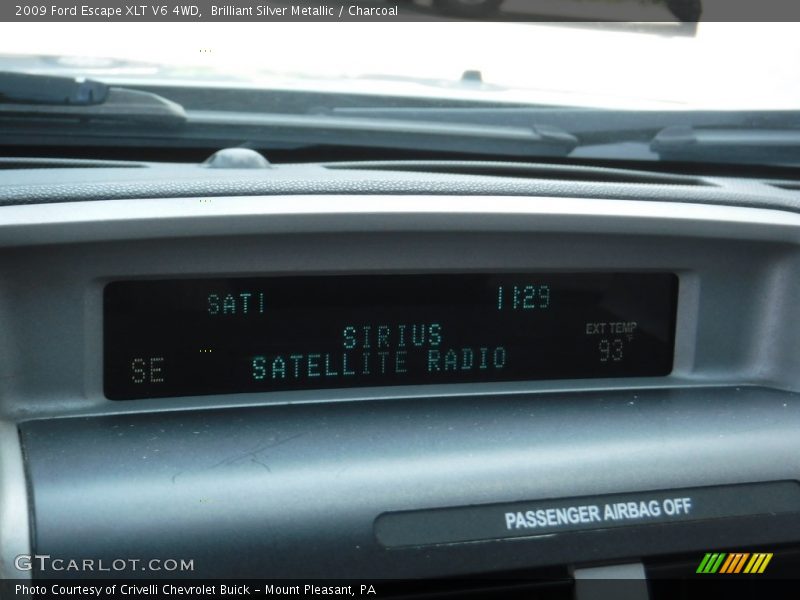 2009 Ford Escape XLT V6 4WD, Brilliant Silver Metallic / Charcoal
SAT1 11:29
SIRIUS EXT TEMP
SE SATELLITE RADIO 93°F
PASSENGER AIRBAG OFF
GTCARLOT.COM
Photo Courtesy of Crivelli Chevrolet Buick - Mount Pleasant, PA